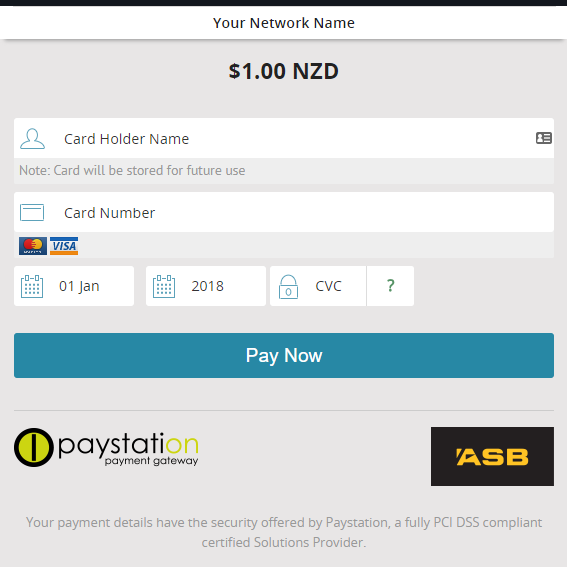 Your Network Name
$1.00 NZD
Card Holder Name
Note: Card will be stored for future use
Card Number
VISA
01 Jan 2018 CVC ?
Pay Now
paystation
payment gateway
ASB
Your payment details have the security offered by Paystation, a fully PCI DSS compliant
certified Solutions Provider.